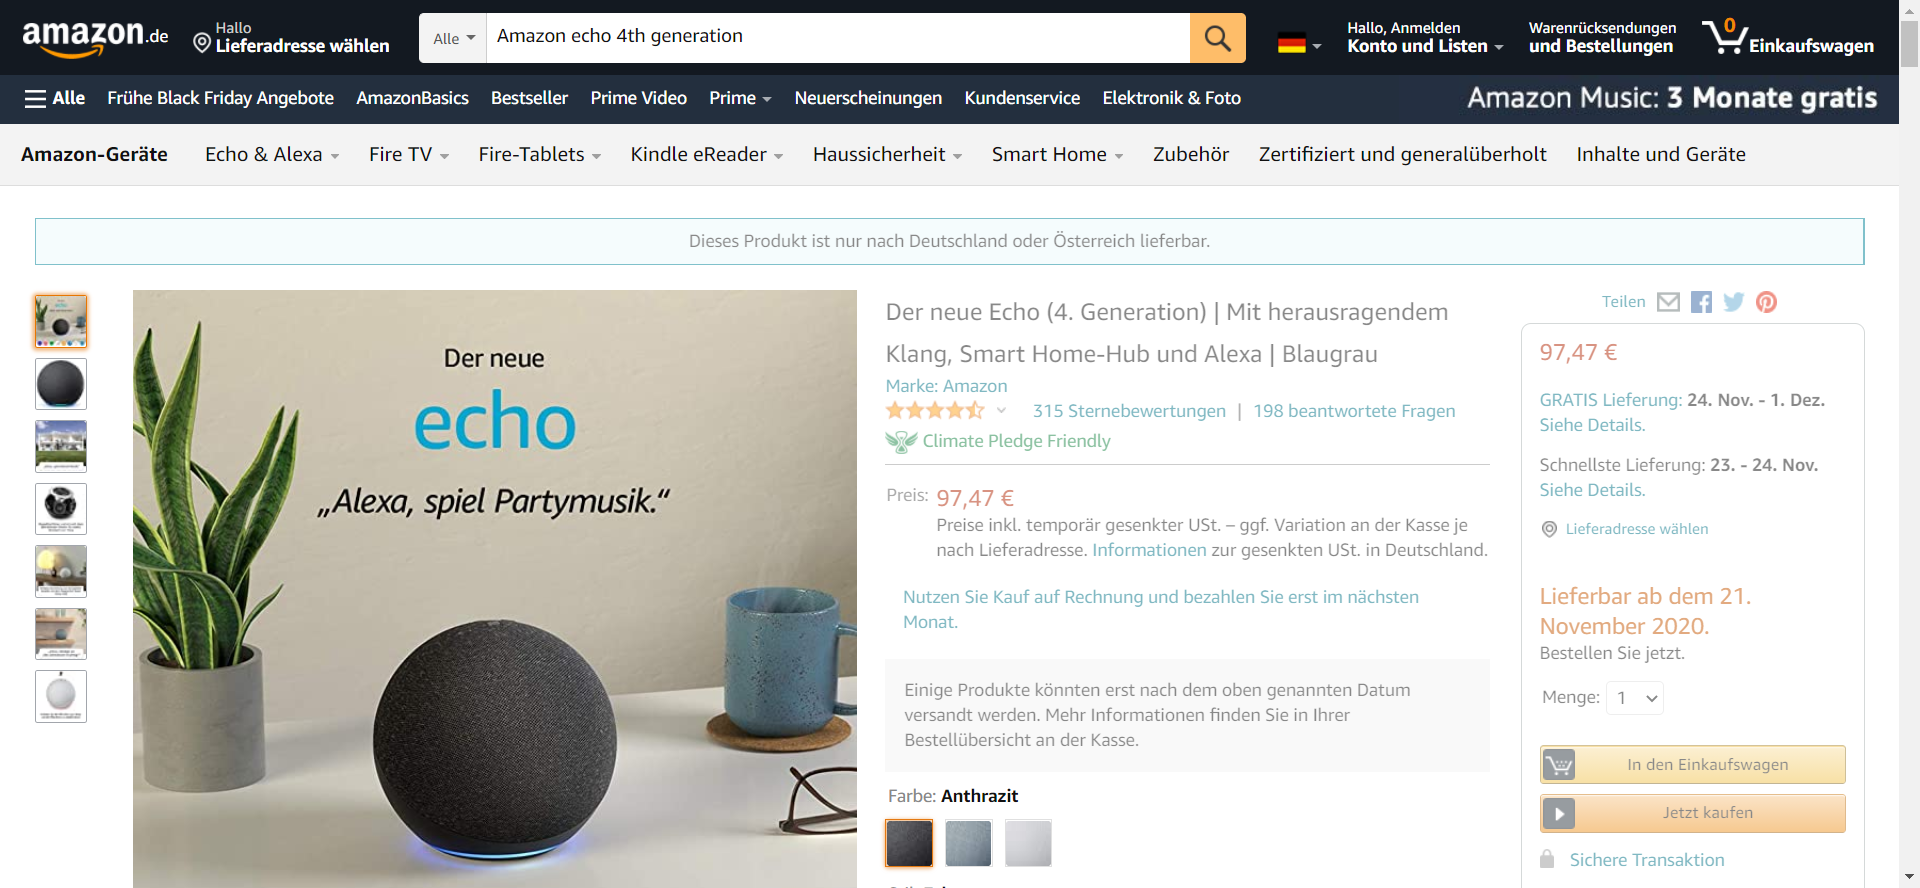 amazon.de
Hallo
Lieferadresse wählen
Alle
Amazon echo 4th generation
Hallo, Anmelden
Konto und Listen
Warenrücksendungen
und Bestellungen
0
Einkaufswagen
Alle
Frühe Black Friday Angebote
AmazonBasics
Bestseller
Prime Video
Prime
Neuerscheinungen
Kundenservice
Elektronik & Foto
Amazon Music: 3 Monate gratis
Amazon-Geräte
Echo & Alexa
Fire TV
Fire-Tablets
Kindle eReader
Haussicherheit
Smart Home
Zubehör
Zertifiziert und generalüberholt
Inhalte und Geräte
Dieses Produkt ist nur nach Deutschland oder Österreich lieferbar.
Der neue
echo
„Alexa, spiel Partymusik.“
Der neue Echo (4. Generation) | Mit herausragendem
Klang, Smart Home-Hub und Alexa | Blaugrau
Marke: Amazon
315 Sternebewertungen | 198 beantwortete Fragen
Climate Pledge Friendly
Preis: 97,47 €
Preise inkl. temporär gesenkter USt. – ggf. Variation an der Kasse je
nach Lieferadresse. Informationen zur gesenkten USt. in Deutschland.
Nutzen Sie Kauf auf Rechnung und bezahlen Sie erst im nächsten
Monat.
Einige Produkte könnten erst nach dem oben genannten Datum
versandt werden. Mehr Informationen finden Sie in Ihrer
Bestellübersicht an der Kasse.
Farbe: Anthrazit
Teilen
97,47 €
GRATIS Lieferung: 24. Nov. - 1. Dez.
Siehe Details.
Schnellste Lieferung: 23. - 24. Nov.
Siehe Details.
Lieferadresse wählen
Lieferbar ab dem 21.
November 2020.
Bestellen Sie jetzt.
Menge: 1
In den Einkaufswagen
Jetzt kaufen
Sichere Transaktion